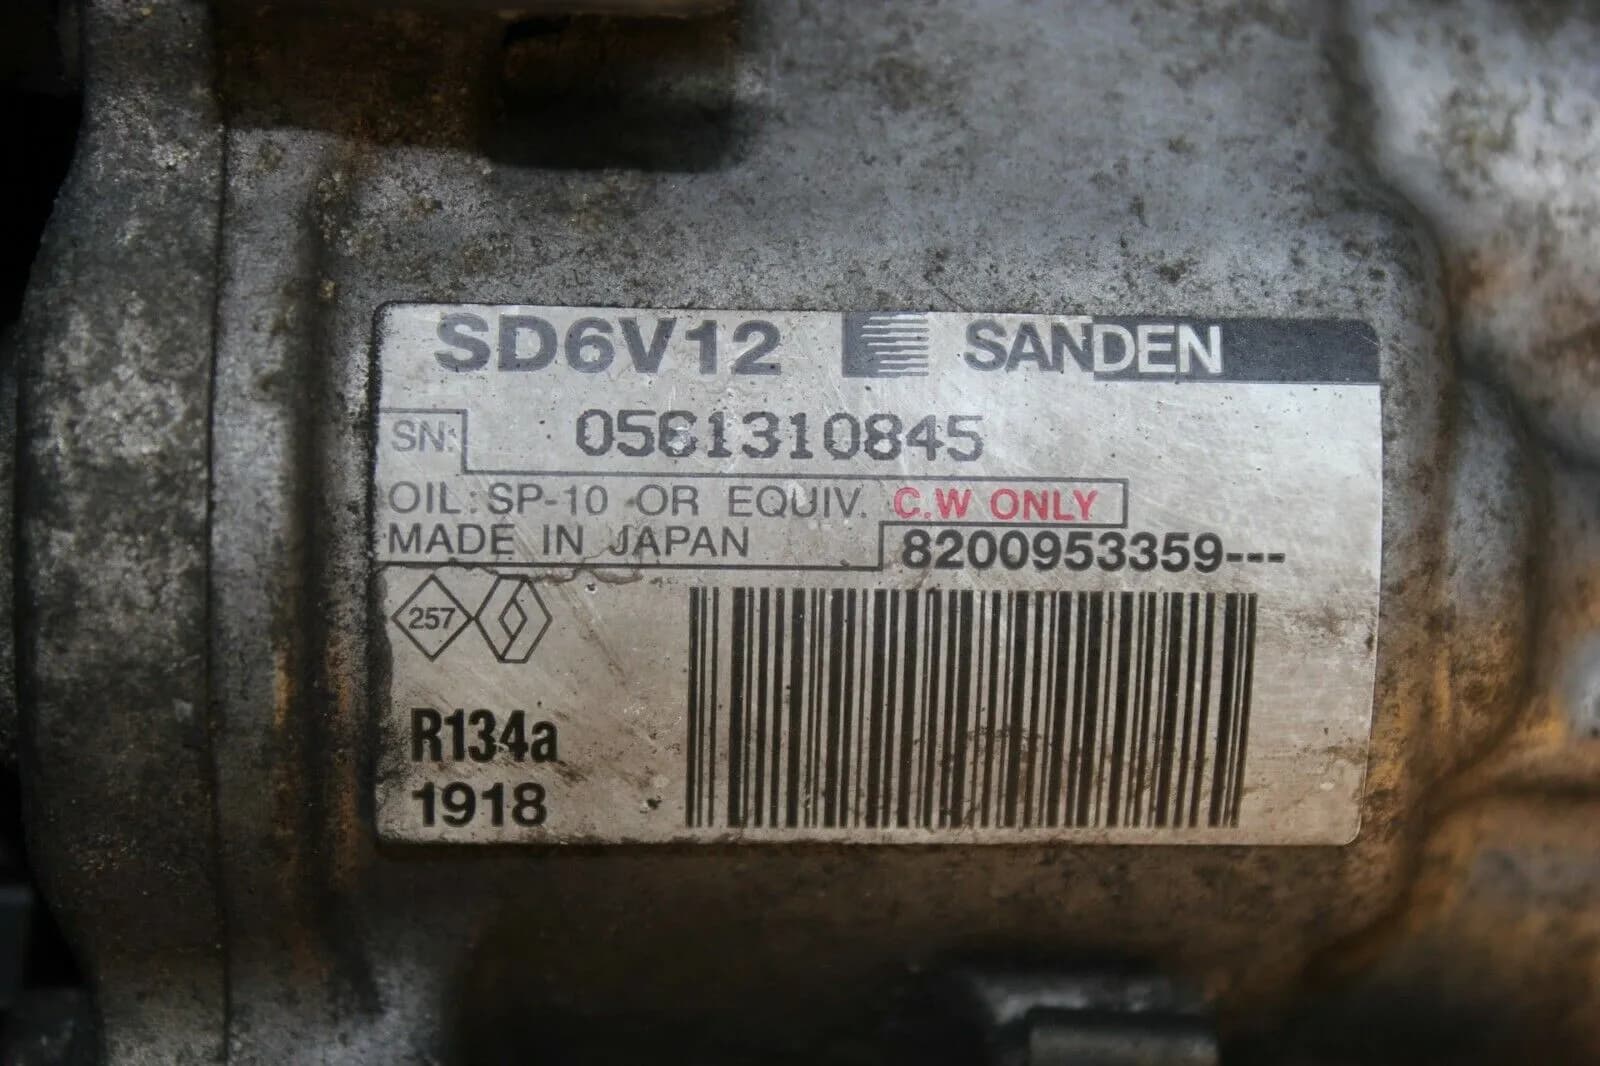 SD6V12 SANDEN
SN: 0561310845
OIL: SP-10 OR EQUIV. C.W ONLY
MADE IN JAPAN 8200953359---
257
R134a
1918